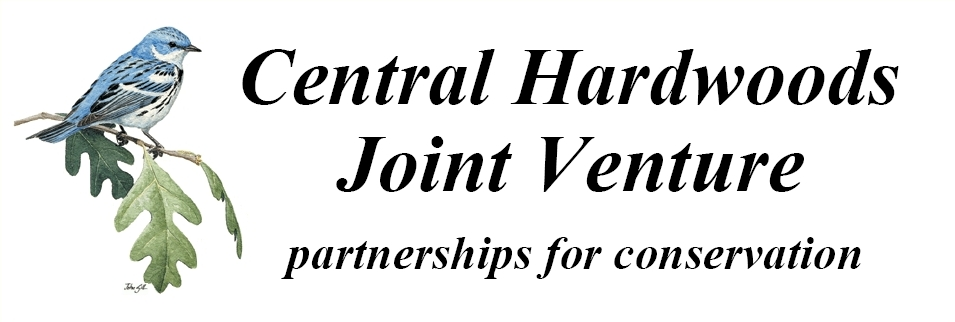 Central Hardwoods
Joint Venture
partnerships for conservation